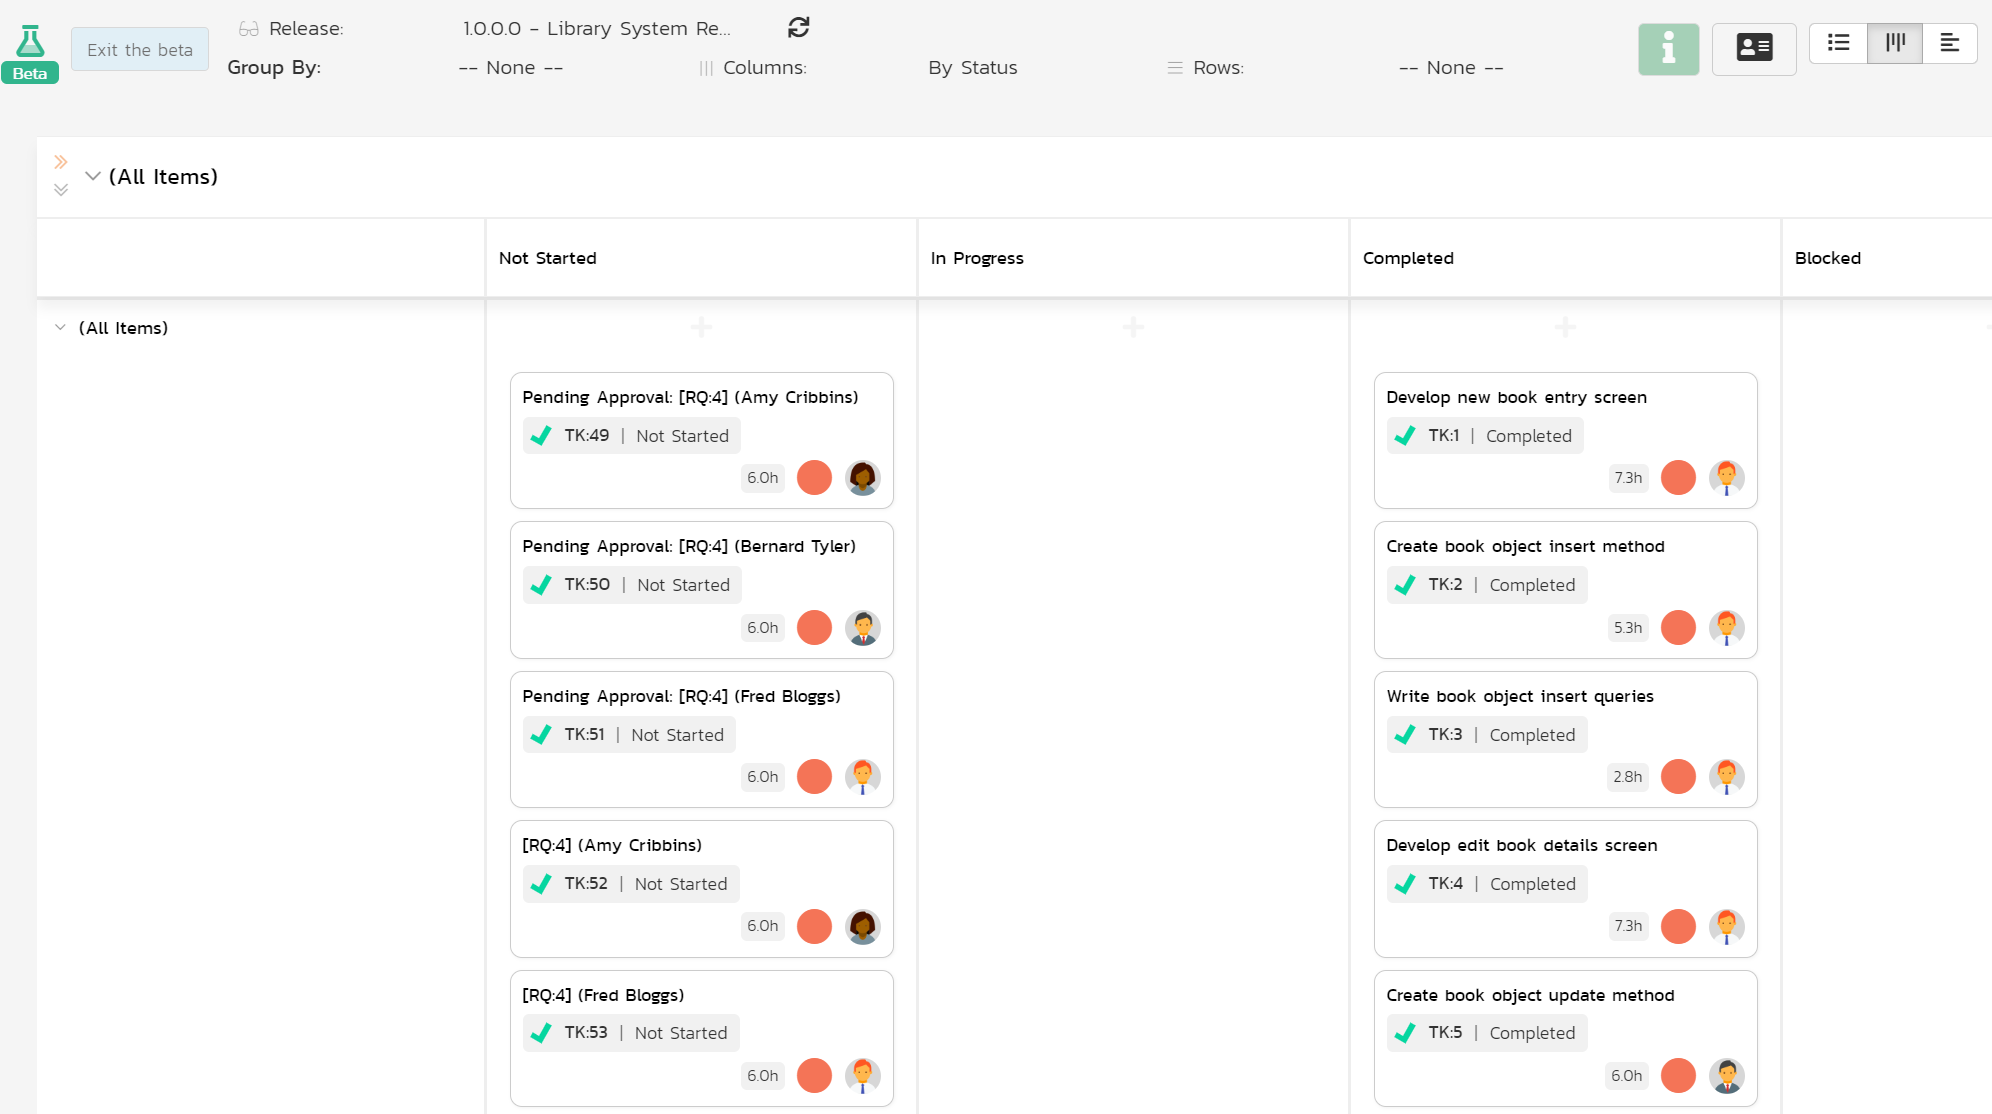 Beta
Exit the beta
Release:
1.0.0.0 - Library System Re...
Group By:
-- None --
Columns:
By Status
Rows:
-- None --
(All Items)
Not Started
In Progress
Completed
Blocked
(All Items)
Pending Approval: [RQ:4] (Amy Cribbins)
TK:49 | Not Started
6.0h
Pending Approval: [RQ:4] (Bernard Tyler)
TK:50 | Not Started
6.0h
Pending Approval: [RQ:4] (Fred Bloggs)
TK:51 | Not Started
6.0h
[RQ:4] (Amy Cribbins)
TK:52 | Not Started
6.0h
[RQ:4] (Fred Bloggs)
TK:53 | Not Started
6.0h
Develop new book entry screen
TK:1 | Completed
7.3h
Create book object insert method
TK:2 | Completed
5.3h
Write book object insert queries
TK:3 | Completed
2.8h
Develop edit book details screen
TK:4 | Completed
7.3h
Create book object update method
TK:5 | Completed
6.0h